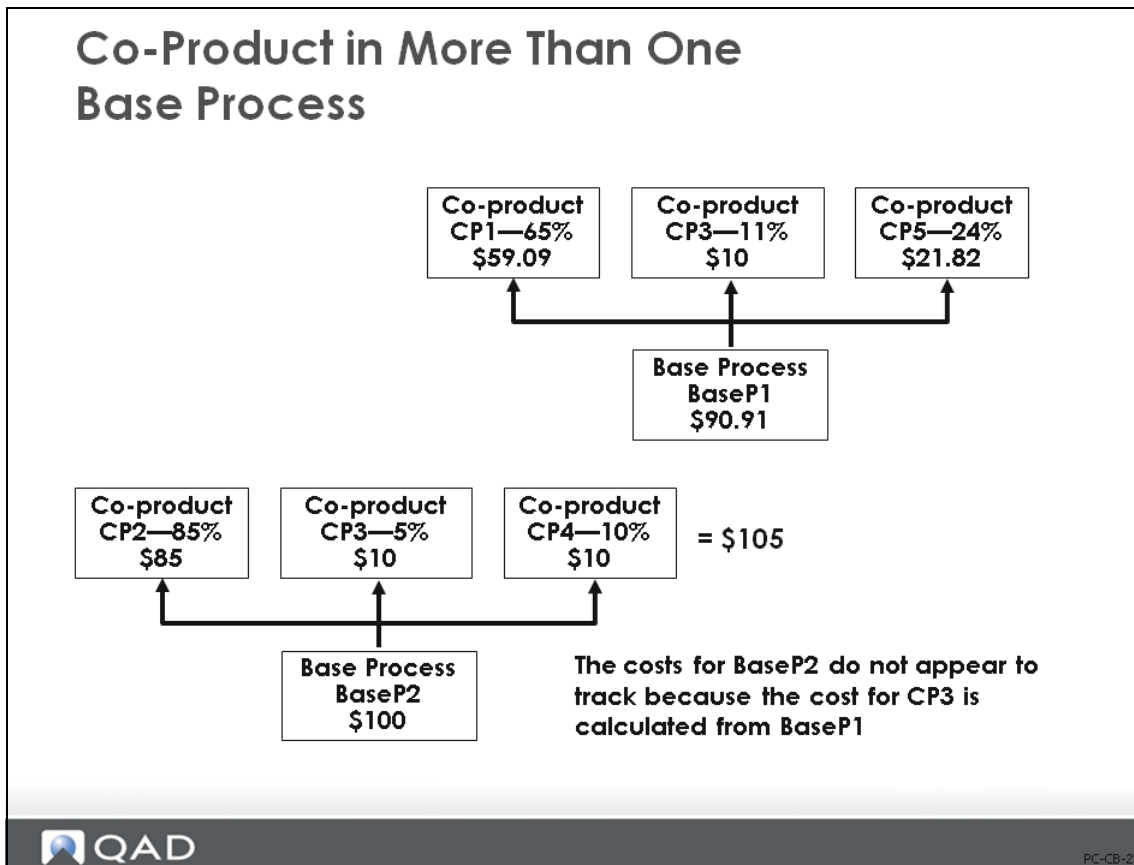 Co-Product in More Than One
Base Process
Co-product
CP1—65%
$59.09
Co-product
CP3—11%
$10
Co-product
CP5—24%
$21.82
Base Process
BaseP1
$90.91
Co-product
CP2—85%
$85
Co-product
CP3—5%
$10
Co-product
CP4—10%
$10
= $105
Base Process
BaseP2
$100
The costs for BaseP2 do not appear to
track because the cost for CP3 is
calculated from BaseP1
QAD